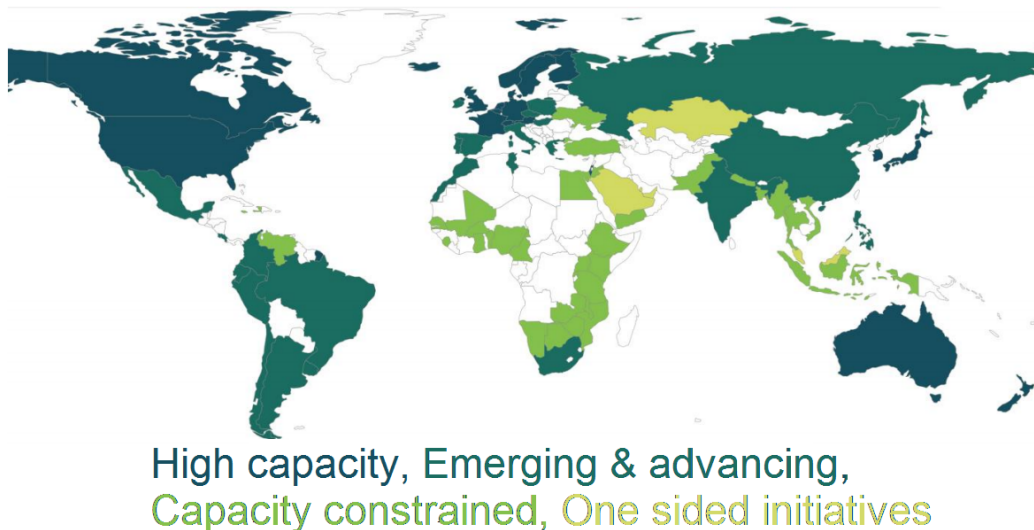 High capacity, Emerging & advancing,
Capacity constrained, One sided initiatives